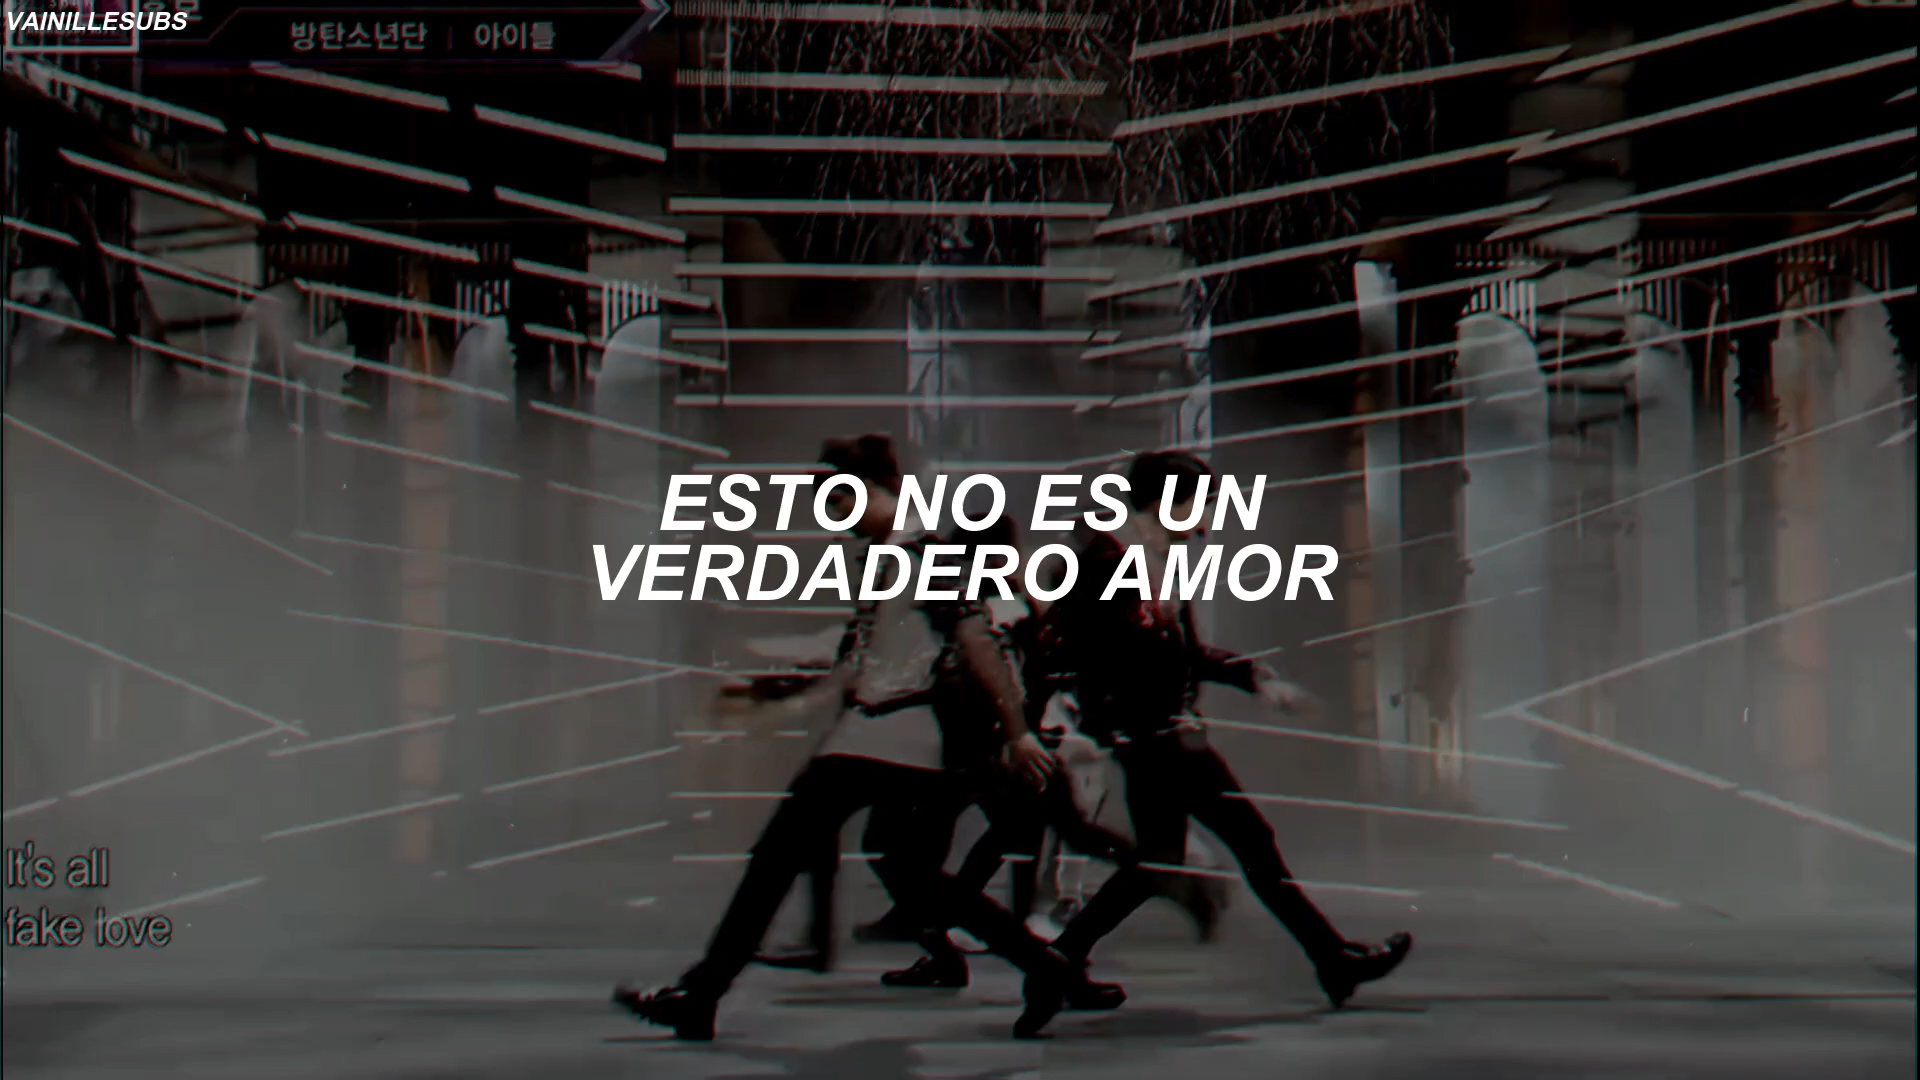 VAINILLESUBS
방탄소년단 | 아이돌
ESTO NO ES UN
VERDADERO AMOR
It's all
fake love